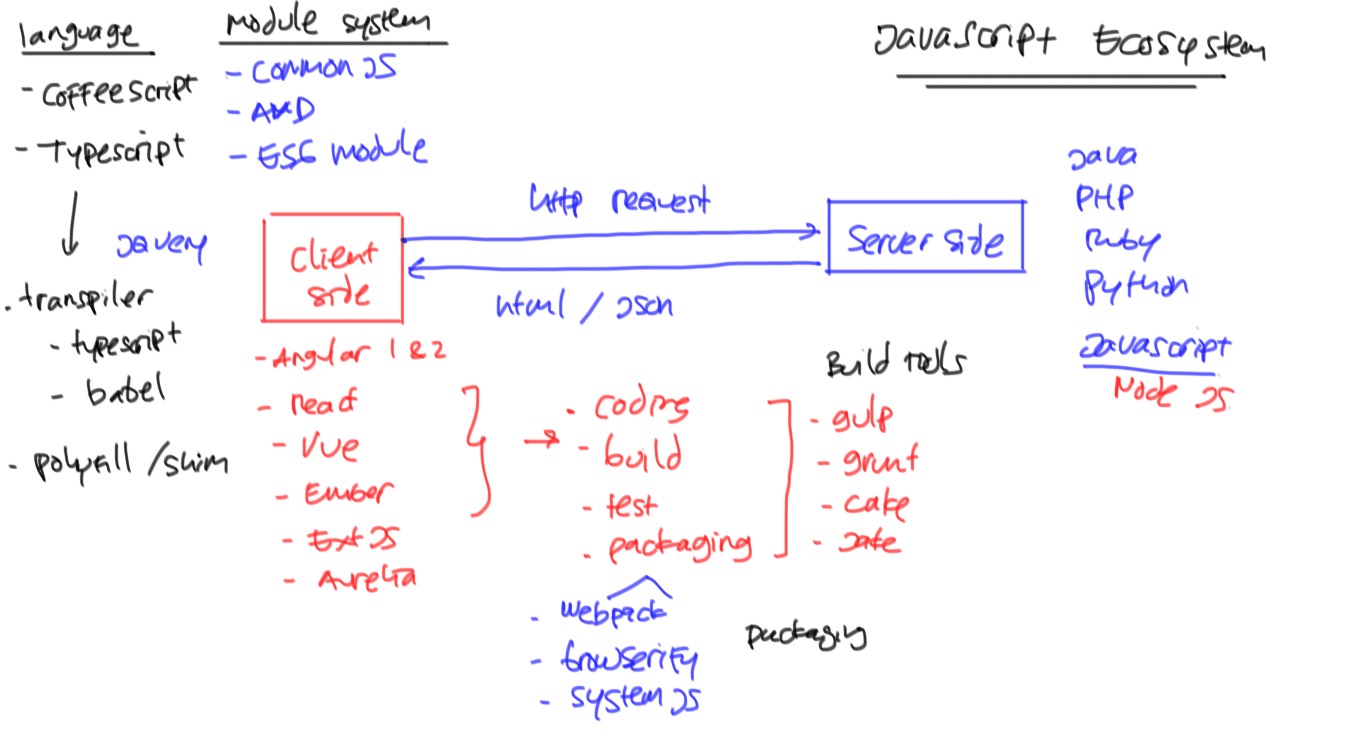 language
- CoffeeScript
- Typescript
module system
- Common JS
- AMD
- ES6 module
JavaScript Ecosystem
Jquery
. transpiler
- typescript
- babel
- polyfill / shim
Client
side
http request
html / JSON
Server side
Java
PHP
Ruby
Python
Javascript
Node JS
- Angular 1 & 2
- react
- Vue
- Ember
- Ext JS
- Aurelia
. coding
- build
- test
. packaging
Build tools
- gulp
- grunt
- cake
- Jake
. webpack
- browserify
- system JS
packaging